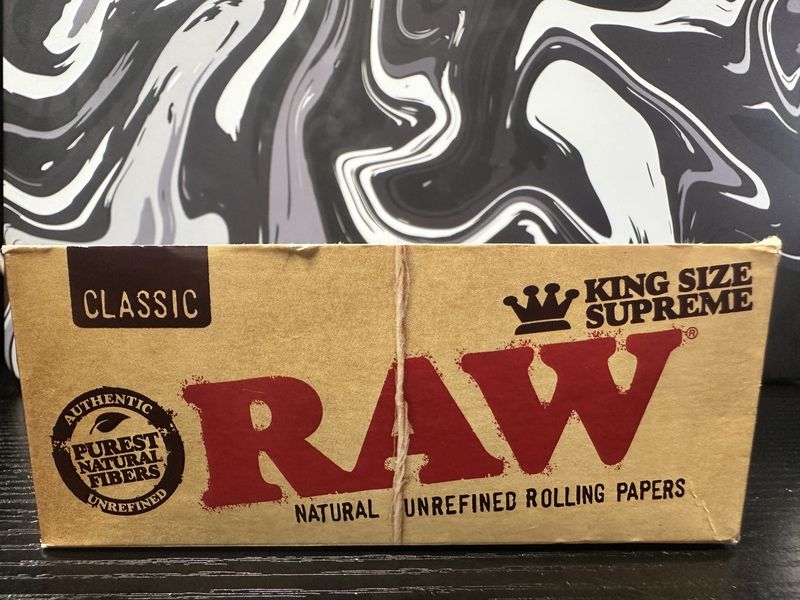 CLASSIC
KING SIZE
SUPREME
RAW®
AUTHENTIC
PUREST
NATURAL
FIBERS
UNREFINED
NATURAL UNREFINED ROLLING PAPERS